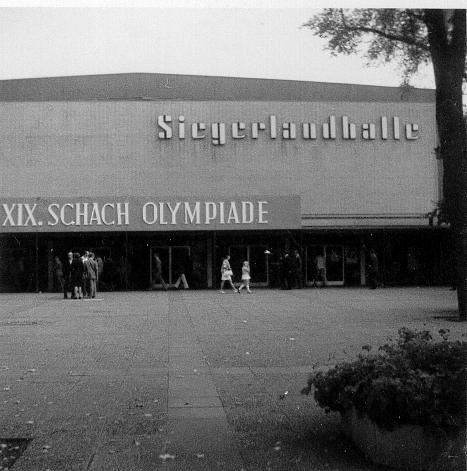 Siegerlandhalle
XIX. SCHACH OLYMPIADE